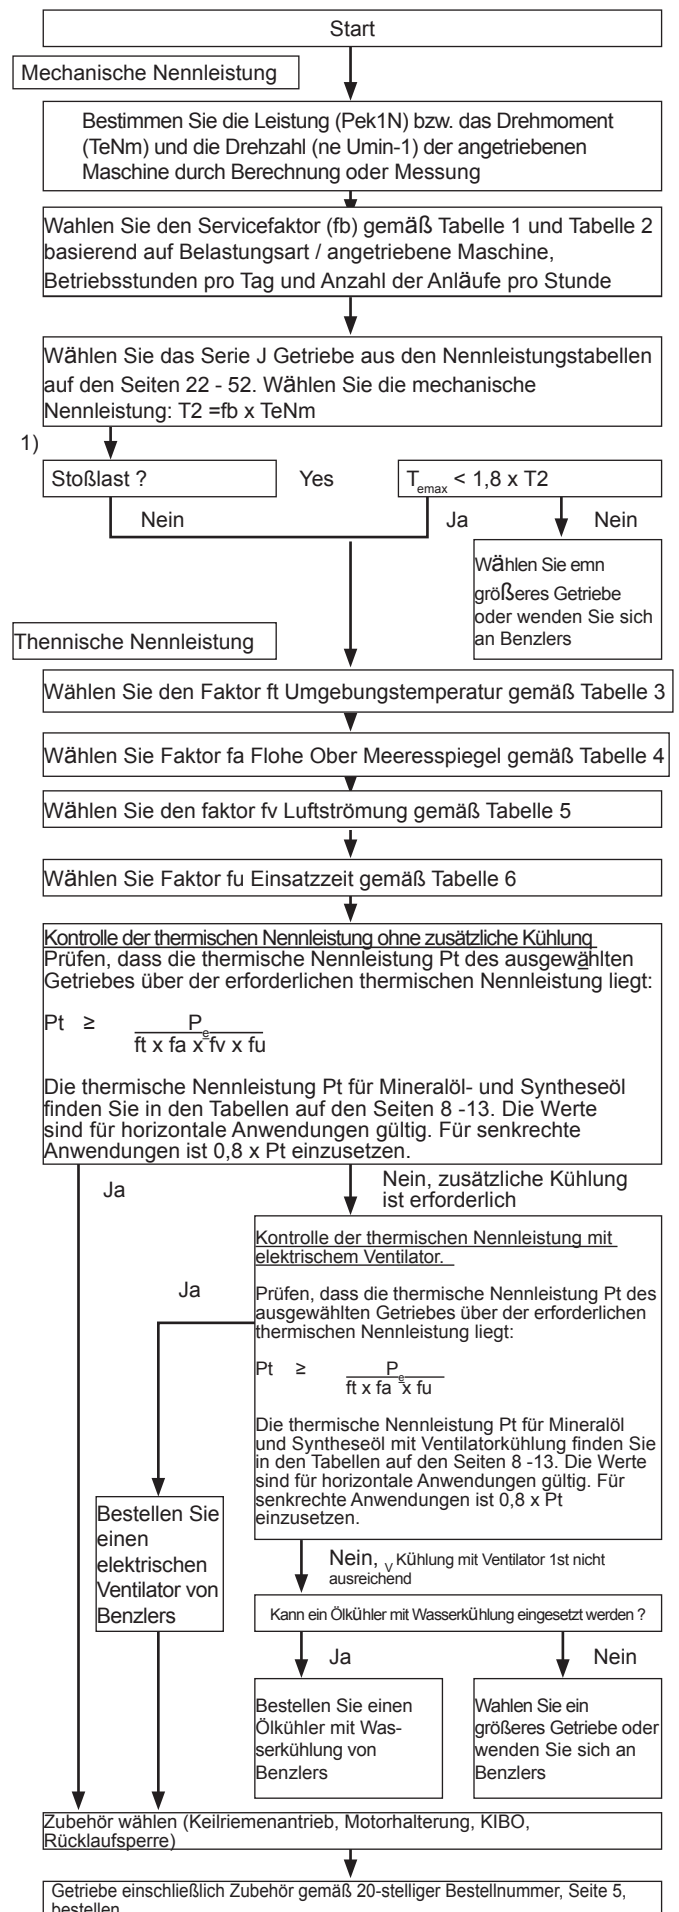 Start
Mechanische Nennleistung
Bestimmen Sie die Leistung (Pek1N) bzw. das Drehmoment
(TeNm) und die Drehzahl (ne Umin-1) der angetriebenen
Maschine durch Berechnung oder Messung
Wahlen Sie den Servicefaktor (fb) gemäß Tabelle 1 und Tabelle 2
basierend auf Belastungsart / angetriebene Maschine,
Betriebsstunden pro Tag und Anzahl der Anläufe pro Stunde
Wählen Sie das Serie J Getriebe aus den Nennleistungstabellen
auf den Seiten 22 - 52. Wählen Sie die mechanische
Nennleistung: T2 =fb x TeNm
1)
Stoßlast ? Yes Temax < 1,8 x T2
Nein Ja Nein
Wählen Sie emn
größeres Getriebe
oder wenden Sie sich
an Benzlers
Thennische Nennleistung
Wählen Sie den Faktor ft Umgebungstemperatur gemäß Tabelle 3
Wählen Sie Faktor fa Flohe Ober Meeresspiegel gemäß Tabelle 4
Wählen Sie den faktor fv Luftströmung gemäß Tabelle 5
Wählen Sie Faktor fu Einsatzzeit gemäß Tabelle 6
Kontrolle der thermischen Nennleistung ohne zusätzliche Kühlung
Prüfen, dass die thermische Nennleistung Pt des ausgewählten
Getriebes über der erforderlichen thermischen Nennleistung liegt:
Pt ≥ Pe
ft x fa x fv x fu
Die thermische Nennleistung Pt für Mineralöl- und Syntheseöl
finden Sie in den Tabellen auf den Seiten 8 -13. Die Werte
sind für horizontale Anwendungen gültig. Für senkrechte
Anwendungen ist 0,8 x Pt einzusetzen.
Ja
Nein, zusätzliche Kühlung
ist erforderlich
Kontrolle der thermischen Nennleistung mit
elektrischem Ventilator.
Ja
Prüfen, dass die thermische Nennleistung Pt des
ausgewählten Getriebes über der erforderlichen
thermischen Nennleistung liegt:
Pt ≥ Pe
ft x fa x fu
Die thermische Nennleistung Pt für Mineralöl
und Syntheseöl mit Ventilatorkühlung finden Sie
in den Tabellen auf den Seiten 8 -13. Die Werte
sind für horizontale Anwendungen gültig. Für
senkrechte Anwendungen ist 0,8 x Pt
einzusetzen.
Bestellen Sie
einen
elektrischen
Ventilator von
Benzlers
Nein, V Kühlung mit Ventilator 1st nicht
ausreichend
Kann ein Ölkühler mit Wasserkühlung eingesetzt werden ?
Ja Nein
Bestellen Sie einen
Ölkühler mit Was-
serkühlung von
Benzlers
Wahlen Sie ein
größeres Getriebe oder
wenden Sie sich an
Benzlers
Zubehör wählen (Keilriemenantrieb, Motorhalterung, KIBO,
Rücklaufsperre)
Getriebe einschließlich Zubehör gemäß 20-stelliger Bestellnummer, Seite 5,
bestellen